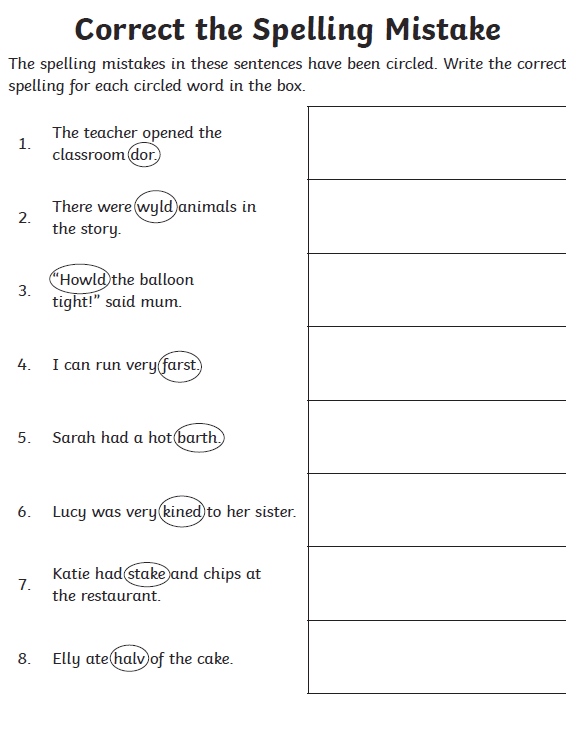 Correct the Spelling Mistake
The spelling mistakes in these sentences have been circled. Write the correct
spelling for each circled word in the box.
1. The teacher opened the
classroom dor.
2. There were wyld animals in
the story.
3. “Howld the balloon
tight!” said mum.
4. I can run very farst.
5. Sarah had a hot barth.
6. Lucy was very kined to her sister.
7. Katie had stake and chips at
the restaurant.
8. Elly ate halv of the cake.